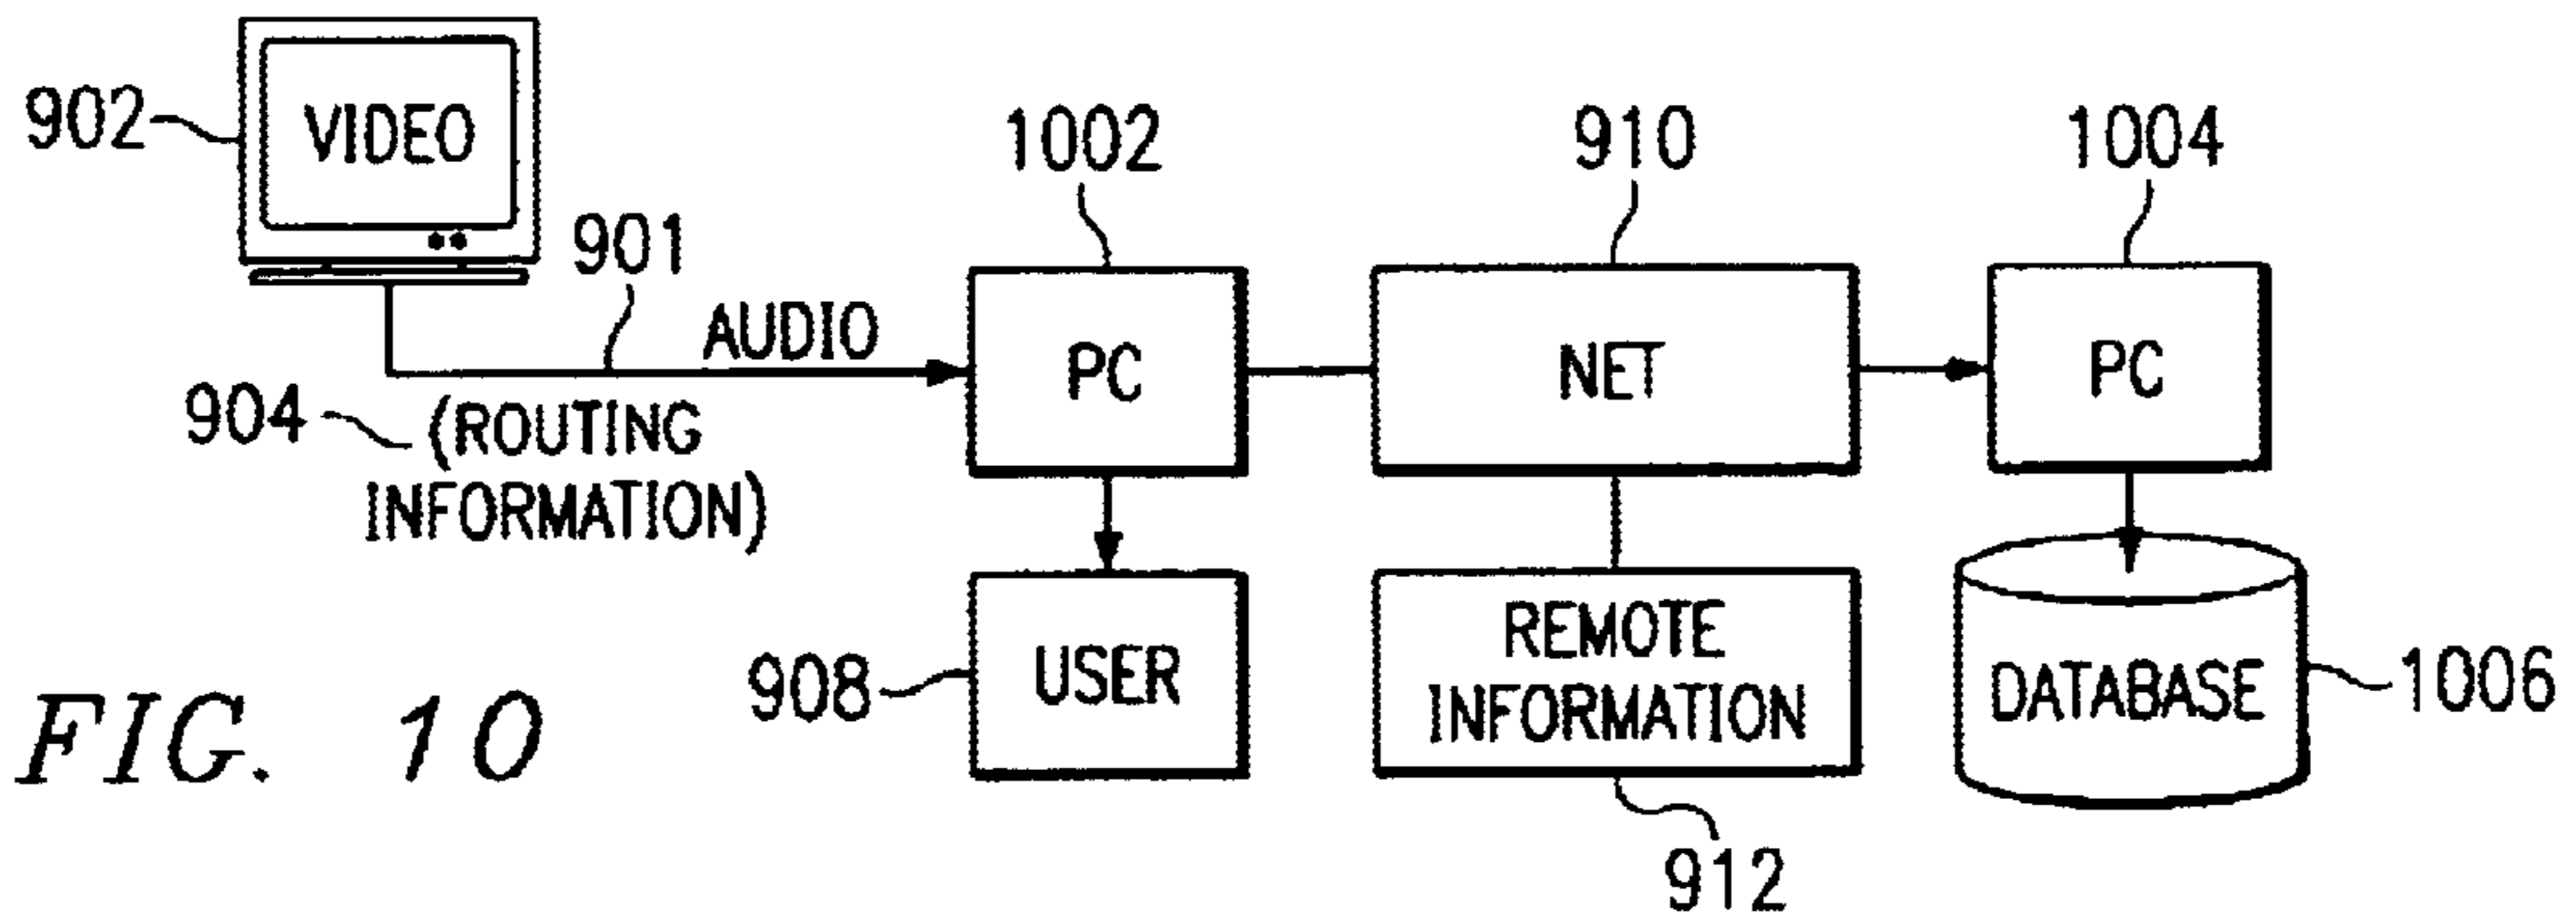 902
VIDEO
901
AUDIO
904
(ROUTING
INFORMATION)
1002
PC
910
NET
1004
PC
908
USER
REMOTE
INFORMATION
912
DATABASE
1006
FIG. 10